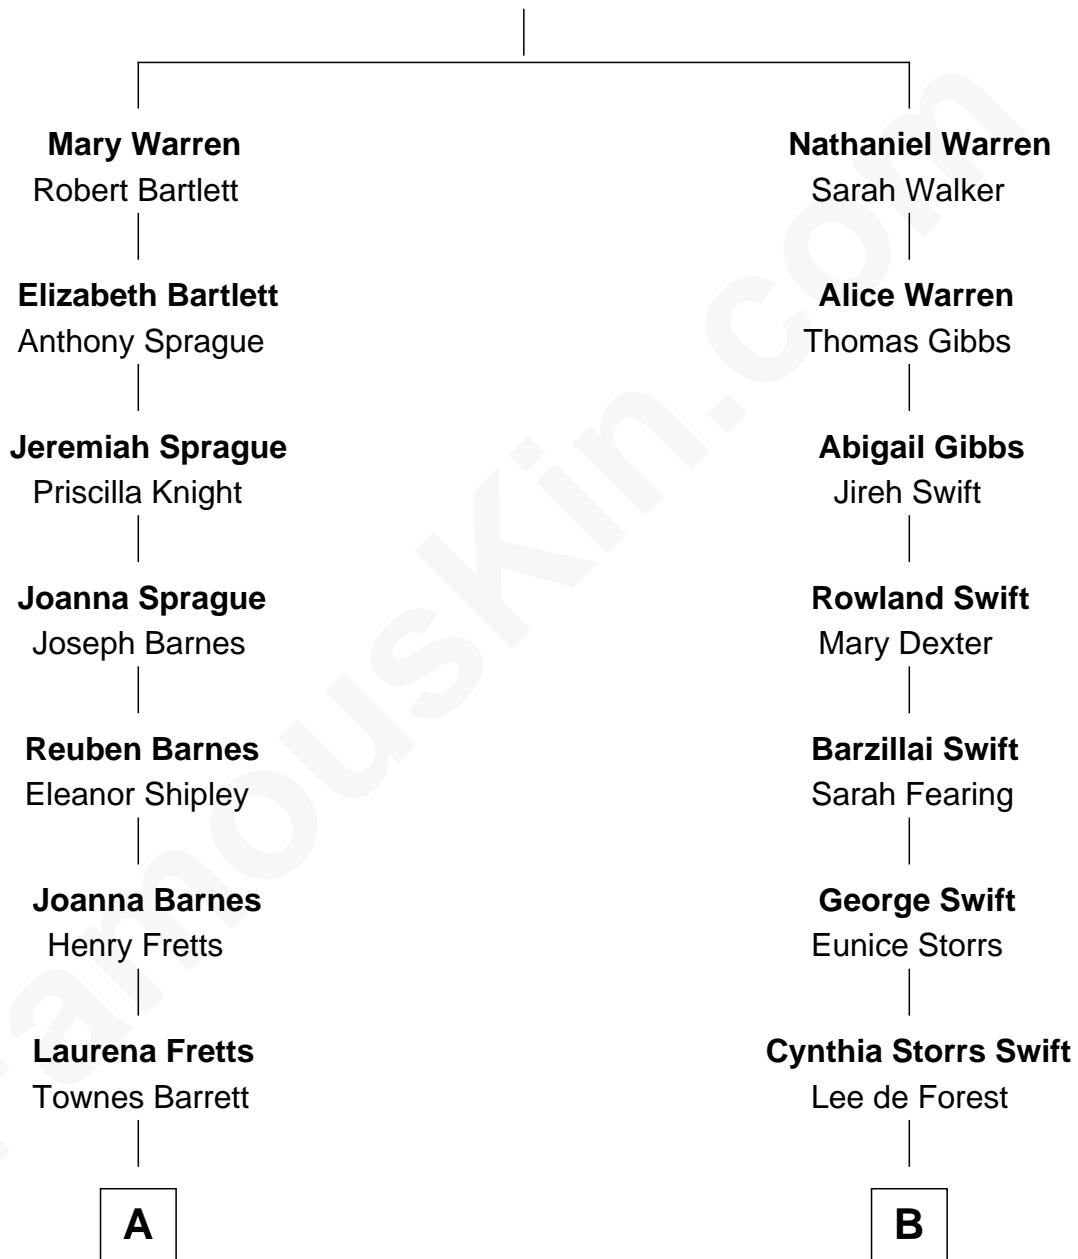 Mary Warren
Robert Bartlett
Elizabeth Bartlett
Anthony Sprague
Jeremiah Sprague
Priscilla Knight
Joanna Sprague
Joseph Barnes
Reuben Barnes
Eleanor Shipley
Joanna Barnes
Henry Fretts
Laurena Fretts
Townes Barrett
A
Nathaniel Warren
Sarah Walker
Alice Warren
Thomas Gibbs
Abigail Gibbs
Jireh Swift
Rowland Swift
Mary Dexter
Barzillai Swift
Sarah Fearing
George Swift
Eunice Storrs
Cynthia Storrs Swift
Lee de Forest
B
FamousKin.com